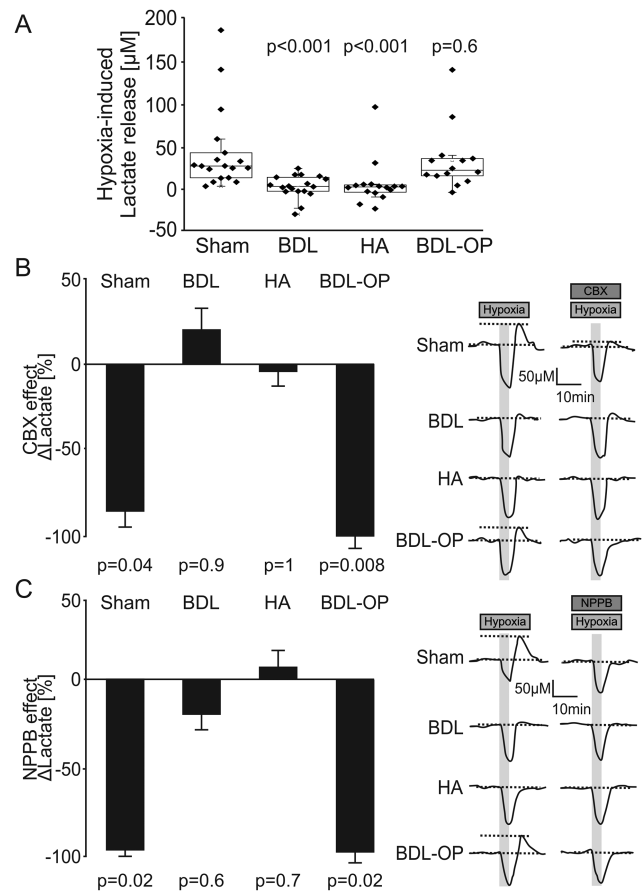 A
Hypoxia-induced
Lactate release [µM]
200
150
100
50
0
-50
p<0.001
p<0.001
p=0.6
Sham
BDL
HA
BDL-OP
B
CBX effect
ΔLactate [%]
50
0
-50
-100
Sham
BDL
HA
BDL-OP
p=0.04
p=0.9
p=1
p=0.008
CBX
Hypoxia
Hypoxia
Sham
50µM
10min
BDL
HA
BDL-OP
C
NPPB effect
ΔLactate [%]
50
0
-50
-100
Sham
BDL
HA
BDL-OP
p=0.02
p=0.6
p=0.7
p=0.02
NPPB
Hypoxia
Hypoxia
Sham
50µM
10min
BDL
HA
BDL-OP